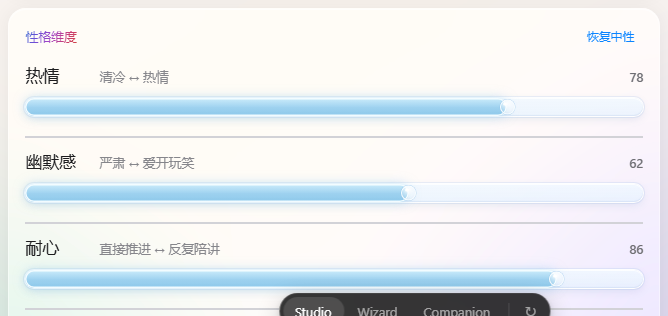 性格维度 恢复中性
热情 清冷 ↔ 热情 78
幽默感 严肃 ↔ 爱开玩笑 62
耐心 直接推进 ↔ 反复陪讲 86
Studio Wizard Companion ↻